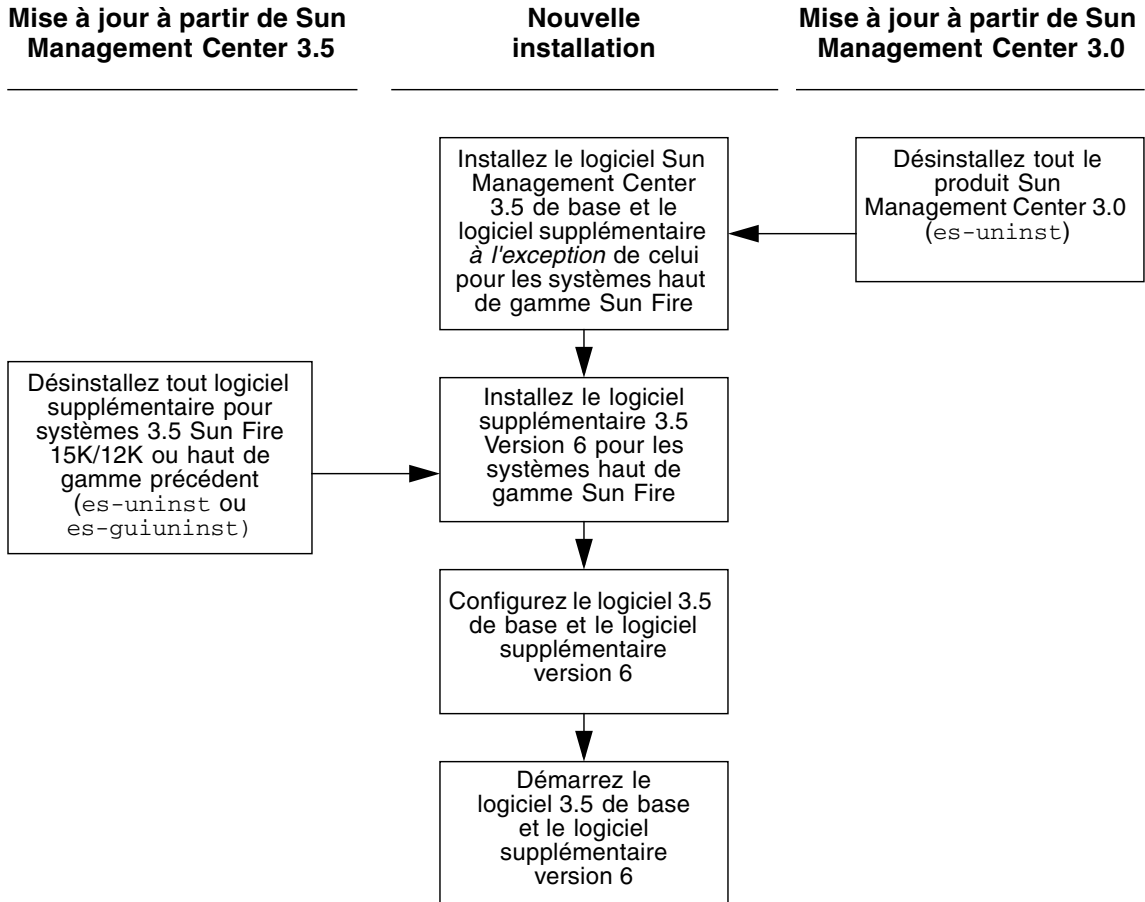 Mise à jour à partir de Sun
Management Center 3.5
Nouvelle
installation
Mise à jour à partir de Sun
Management Center 3.0
Installez le logiciel Sun
Management Center
3.5 de base et le
logiciel supplémentaire
à l'exception de celui
pour les systèmes haut
de gamme Sun Fire
Désinstallez tout le
produit Sun
Management Center 3.0
(es-uninst)
Désinstallez tout logiciel
supplémentaire pour
systèmes 3.5 Sun Fire
15K/12K ou haut de
gamme précédent
(es-uninst ou
es-guiuninst)
Installez le logiciel
supplémentaire 3.5
Version 6 pour les
systèmes haut de
gamme Sun Fire
Configurez le logiciel 3.5
de base et le logiciel
supplémentaire
version 6
Démarrez le
logiciel 3.5 de base
et le logiciel
supplémentaire
version 6